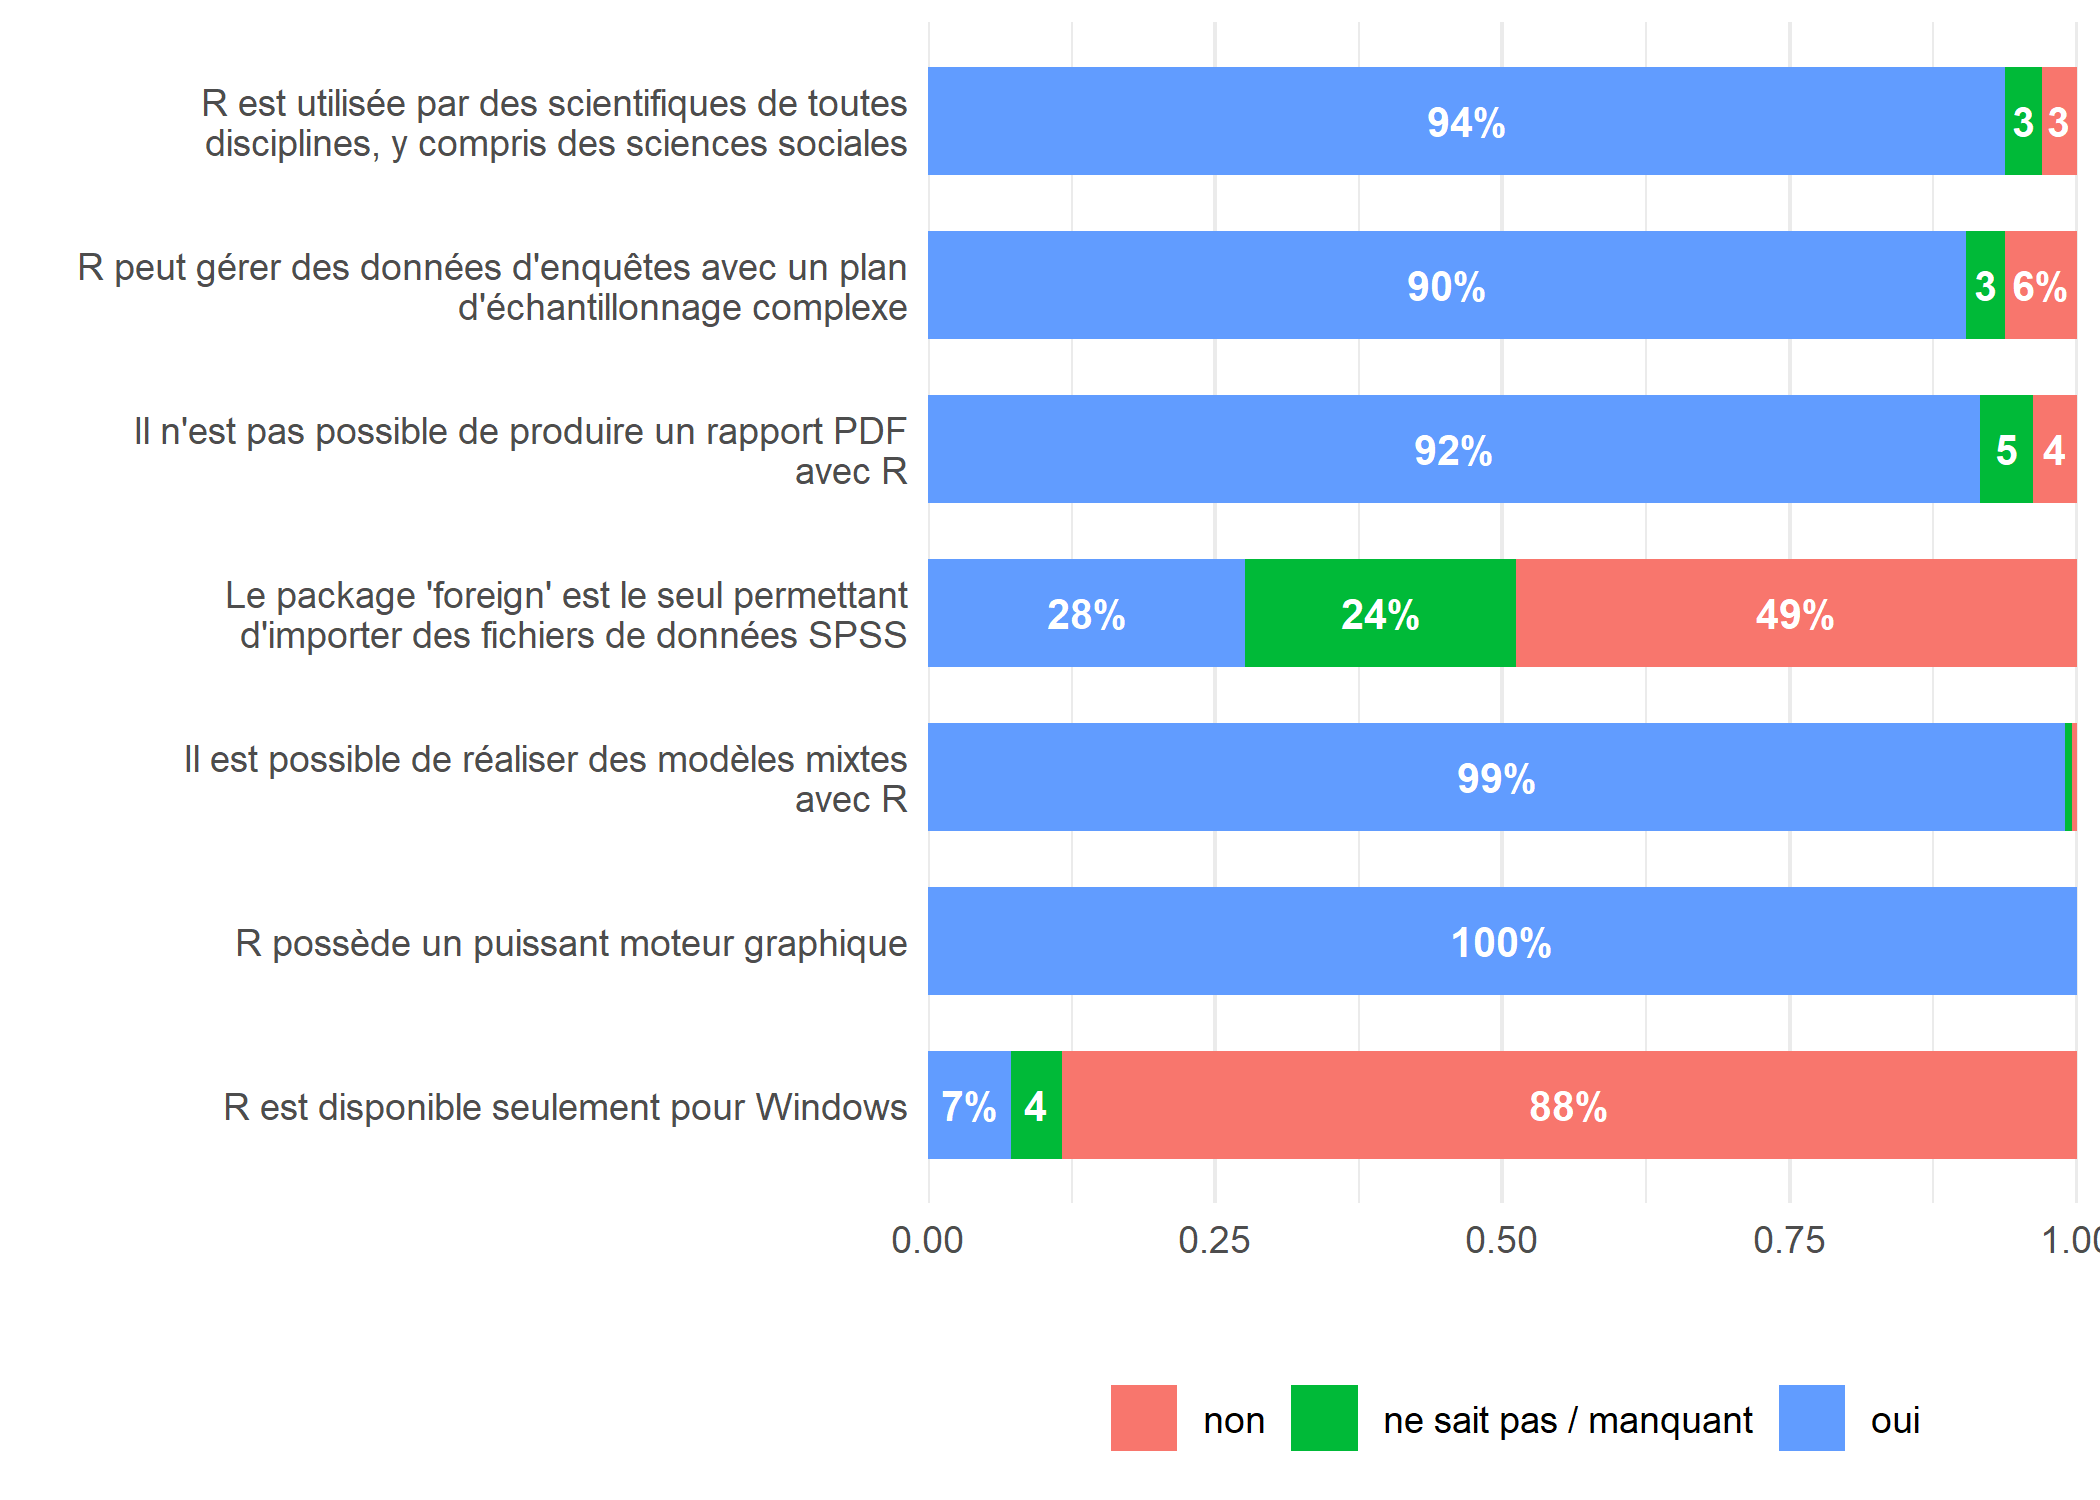 R est utilisée par des scientifiques de toutes
disciplines, y compris des sciences sociales
94%
3
3
R peut gérer des données d'enquêtes avec un plan
d'échantillonnage complexe
90%
3
6%
Il n'est pas possible de produire un rapport PDF
avec R
92%
5
4
Le package 'foreign' est le seul permettant
d'importer des fichiers de données SPSS
28%
24%
49%
Il est possible de réaliser des modèles mixtes
avec R
99%
R possède un puissant moteur graphique
100%
R est disponible seulement pour Windows
7%
4
88%
0.00
0.25
0.50
0.75
1.00
non
ne sait pas / manquant
oui